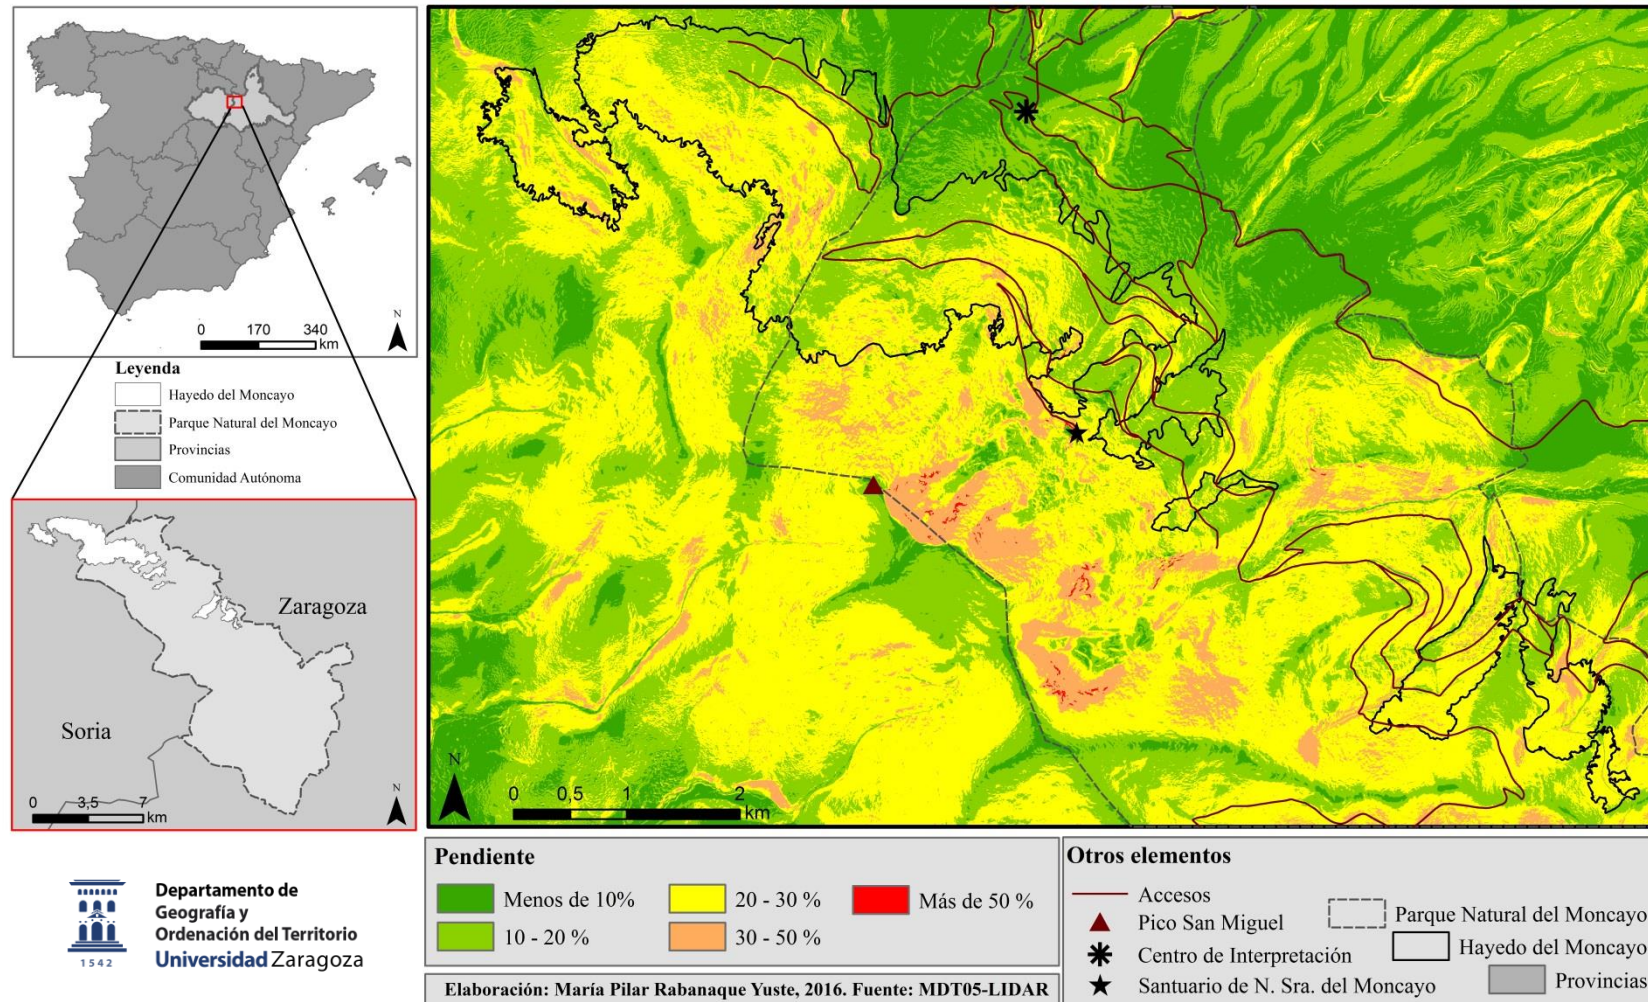 N
0 170 340
km
Leyenda
Hayedo del Moncayo
Parque Natural del Moncayo
Provincias
Comunidad Autónoma
Zaragoza
Soria
N
0 3,5 7
km
N
0 0,5 1 2
km
Departamento de
Geografía y
Ordenación del Territorio
Universidad Zaragoza
1542
Pendiente
Menos de 10%
10 - 20 %
20 - 30 %
30 - 50 %
Más de 50 %
Elaboración: María Pilar Rabanaque Yuste, 2016. Fuente: MDT05-LIDAR
Otros elementos
Accesos
Pico San Miguel
Centro de Interpretación
Santuario de N. Sra. del Moncayo
Parque Natural del Moncayo
Hayedo del Moncayo
Provincias